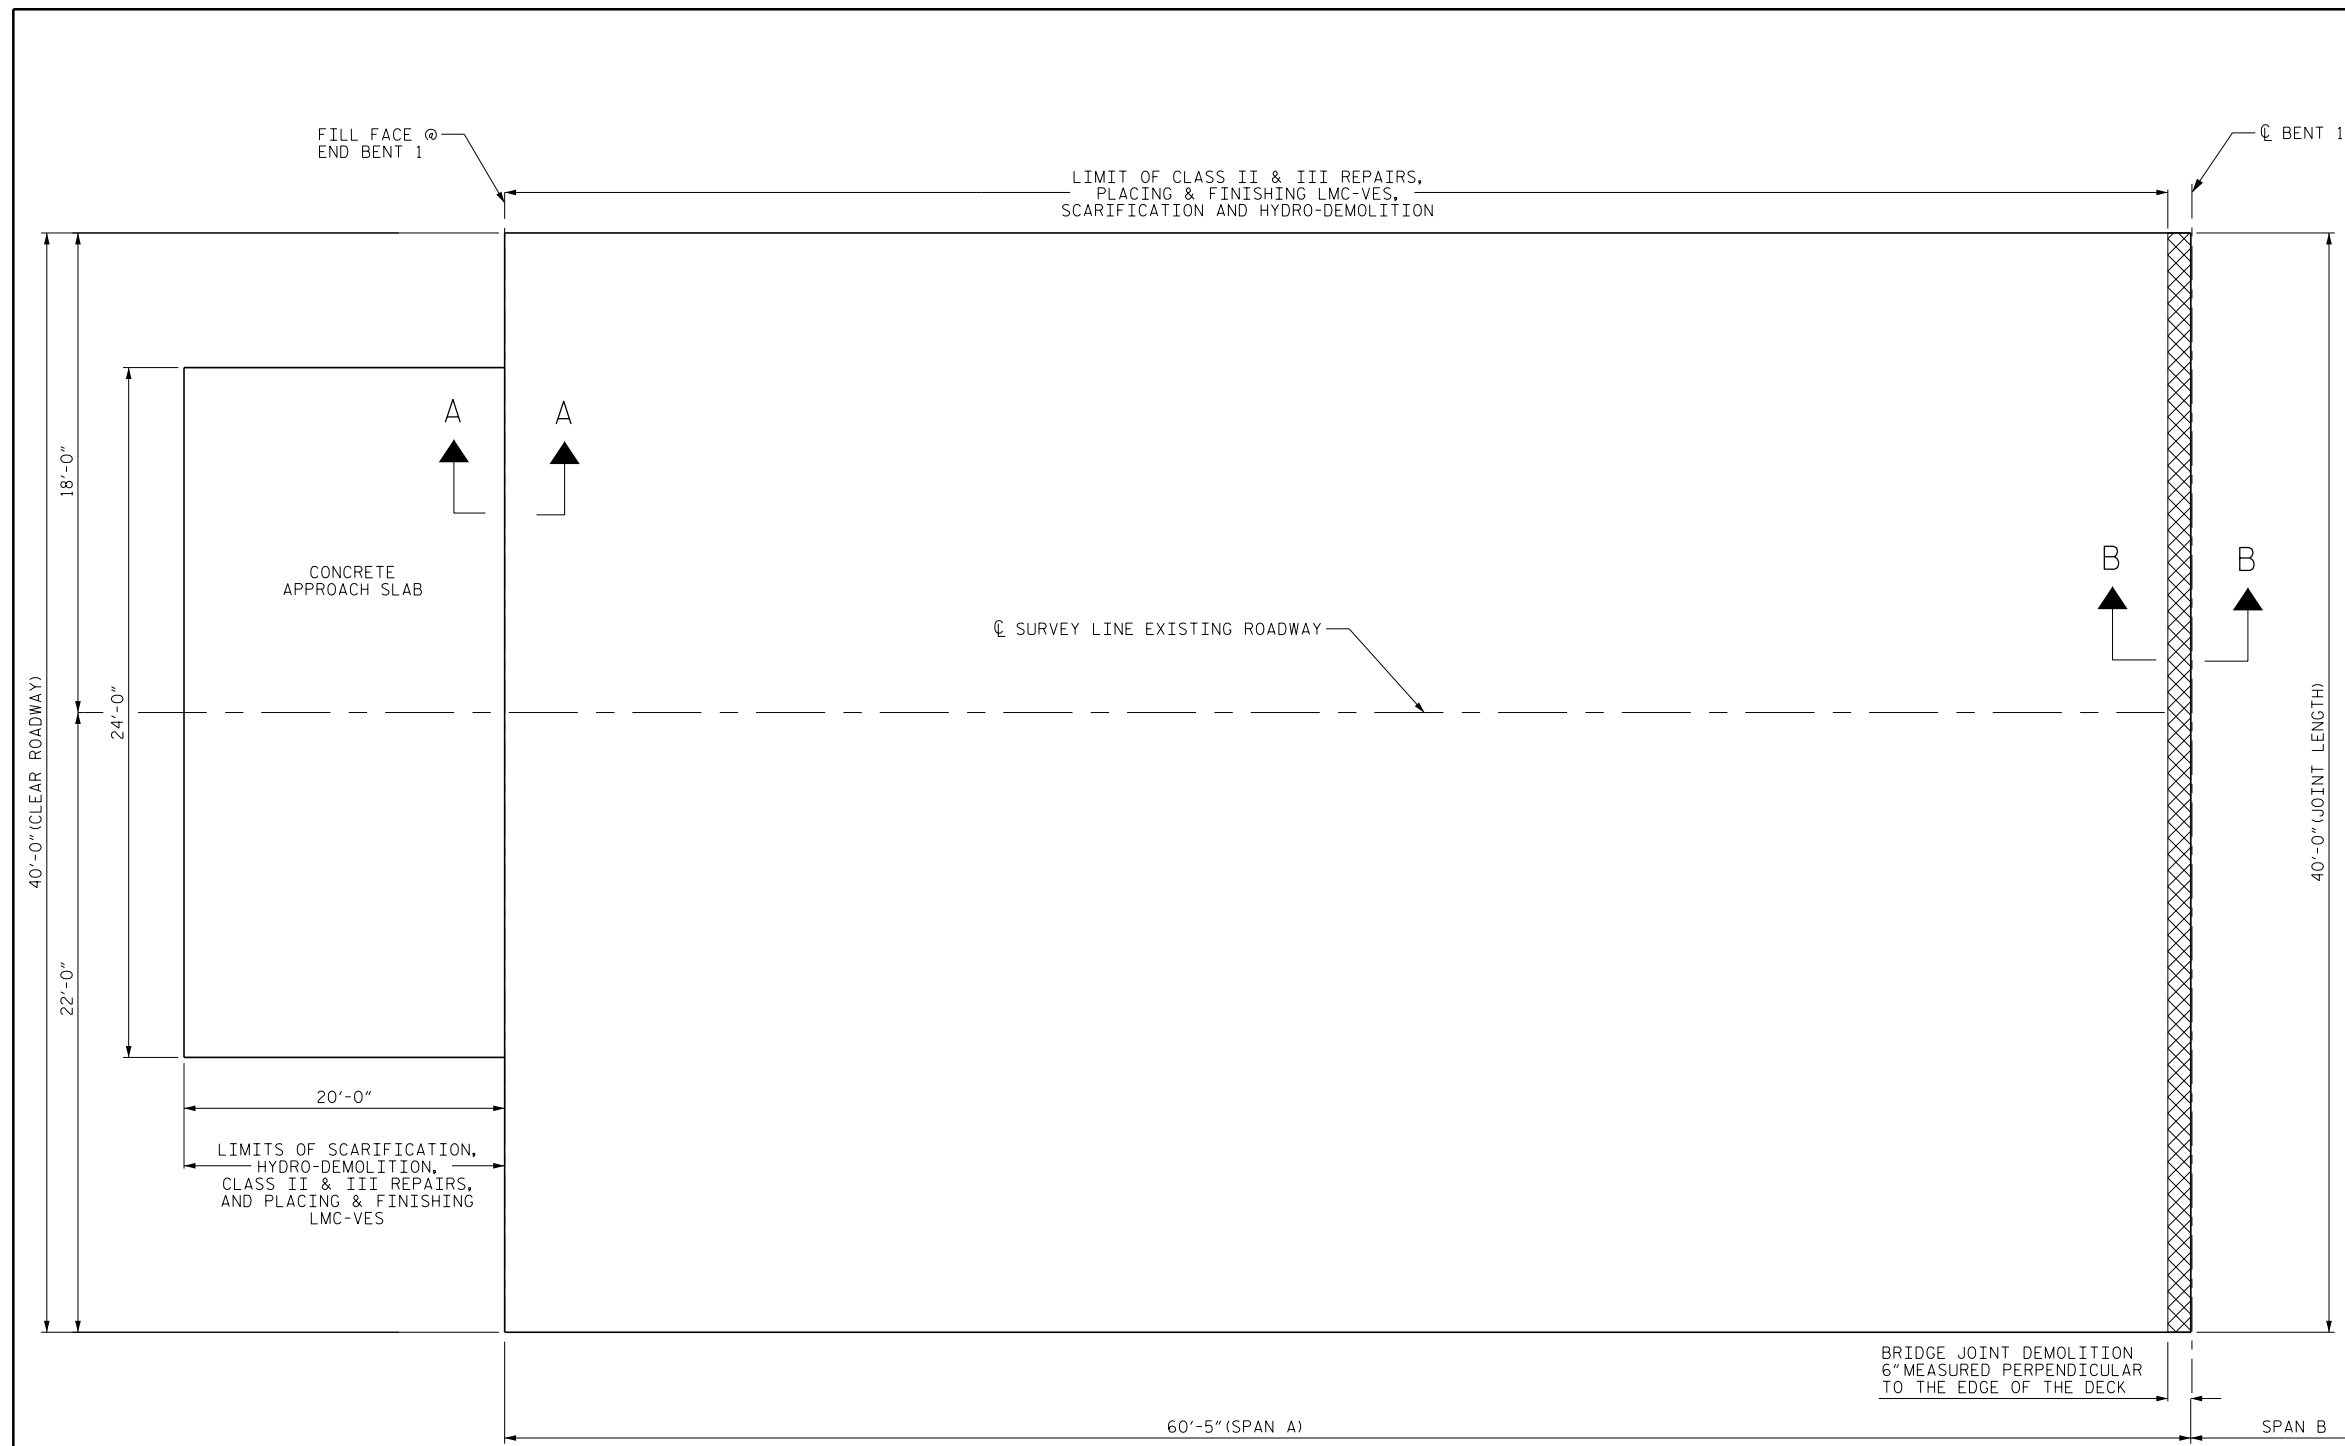 FILL FACE @
END BENT 1
℄ BENT 1
LIMIT OF CLASS II & III REPAIRS,
PLACING & FINISHING LMC-VES,
SCARIFICATION AND HYDRO-DEMOLITION
A
A
18'-0"
CONCRETE
APPROACH SLAB
B
B
℄ SURVEY LINE EXISTING ROADWAY
24'-0"
40'-0" (CLEAR ROADWAY)
40'-0" (JOINT LENGTH)
22'-0"
20'-0"
LIMITS OF SCARIFICATION,
HYDRO-DEMOLITION,
CLASS II & III REPAIRS,
AND PLACING & FINISHING
LMC-VES
BRIDGE JOINT DEMOLITION
6" MEASURED PERPENDICULAR
TO THE EDGE OF THE DECK
60'-5" (SPAN A)
SPAN B